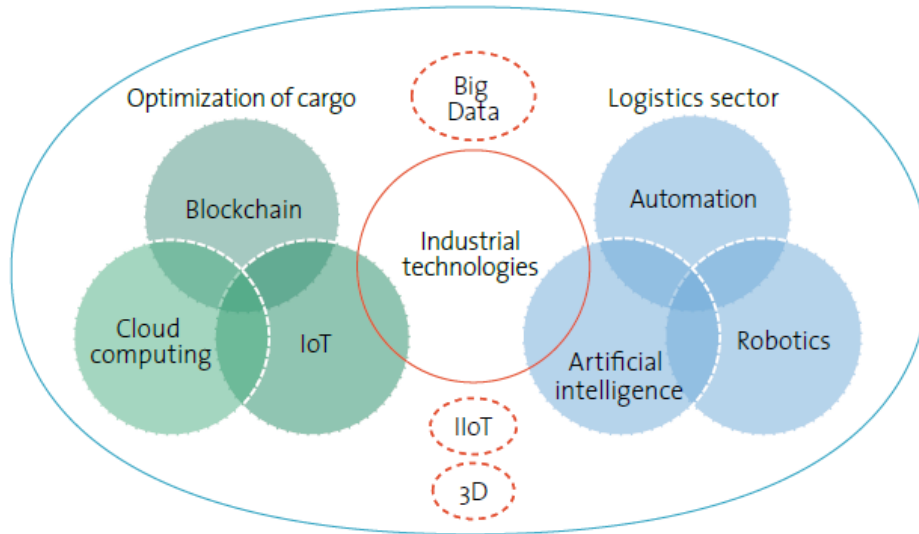 Optimization of cargo
Blockchain
Cloud
computing
IoT
Big
Data
Industrial
technologies
IIoT
3D
Logistics sector
Automation
Artificial
intelligence
Robotics